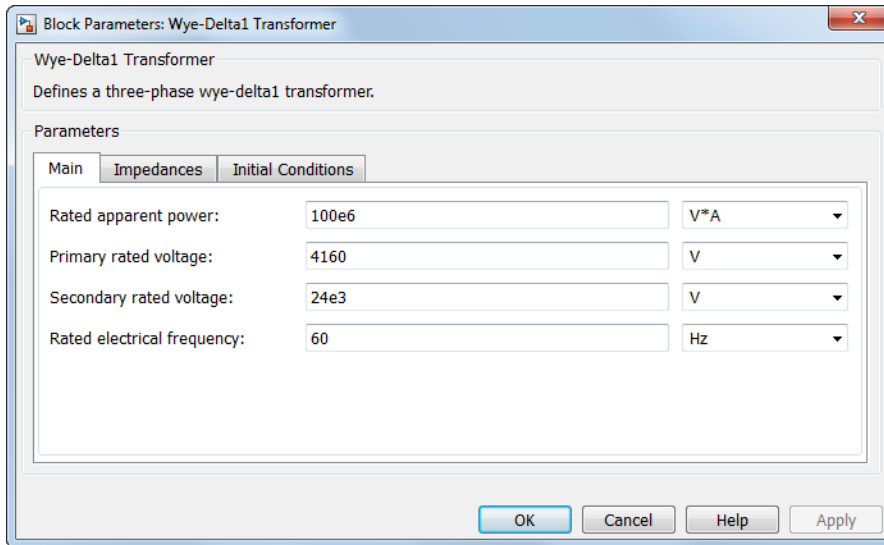 Block Parameters: Wye-Delta1 Transformer
Wye-Delta1 Transformer
Defines a three-phase wye-delta1 transformer.
Parameters
Main Impedances Initial Conditions
Rated apparent power: 100e6 V*A
Primary rated voltage: 4160 V
Secondary rated voltage: 24e3 V
Rated electrical frequency: 60 Hz
OK Cancel Help Apply